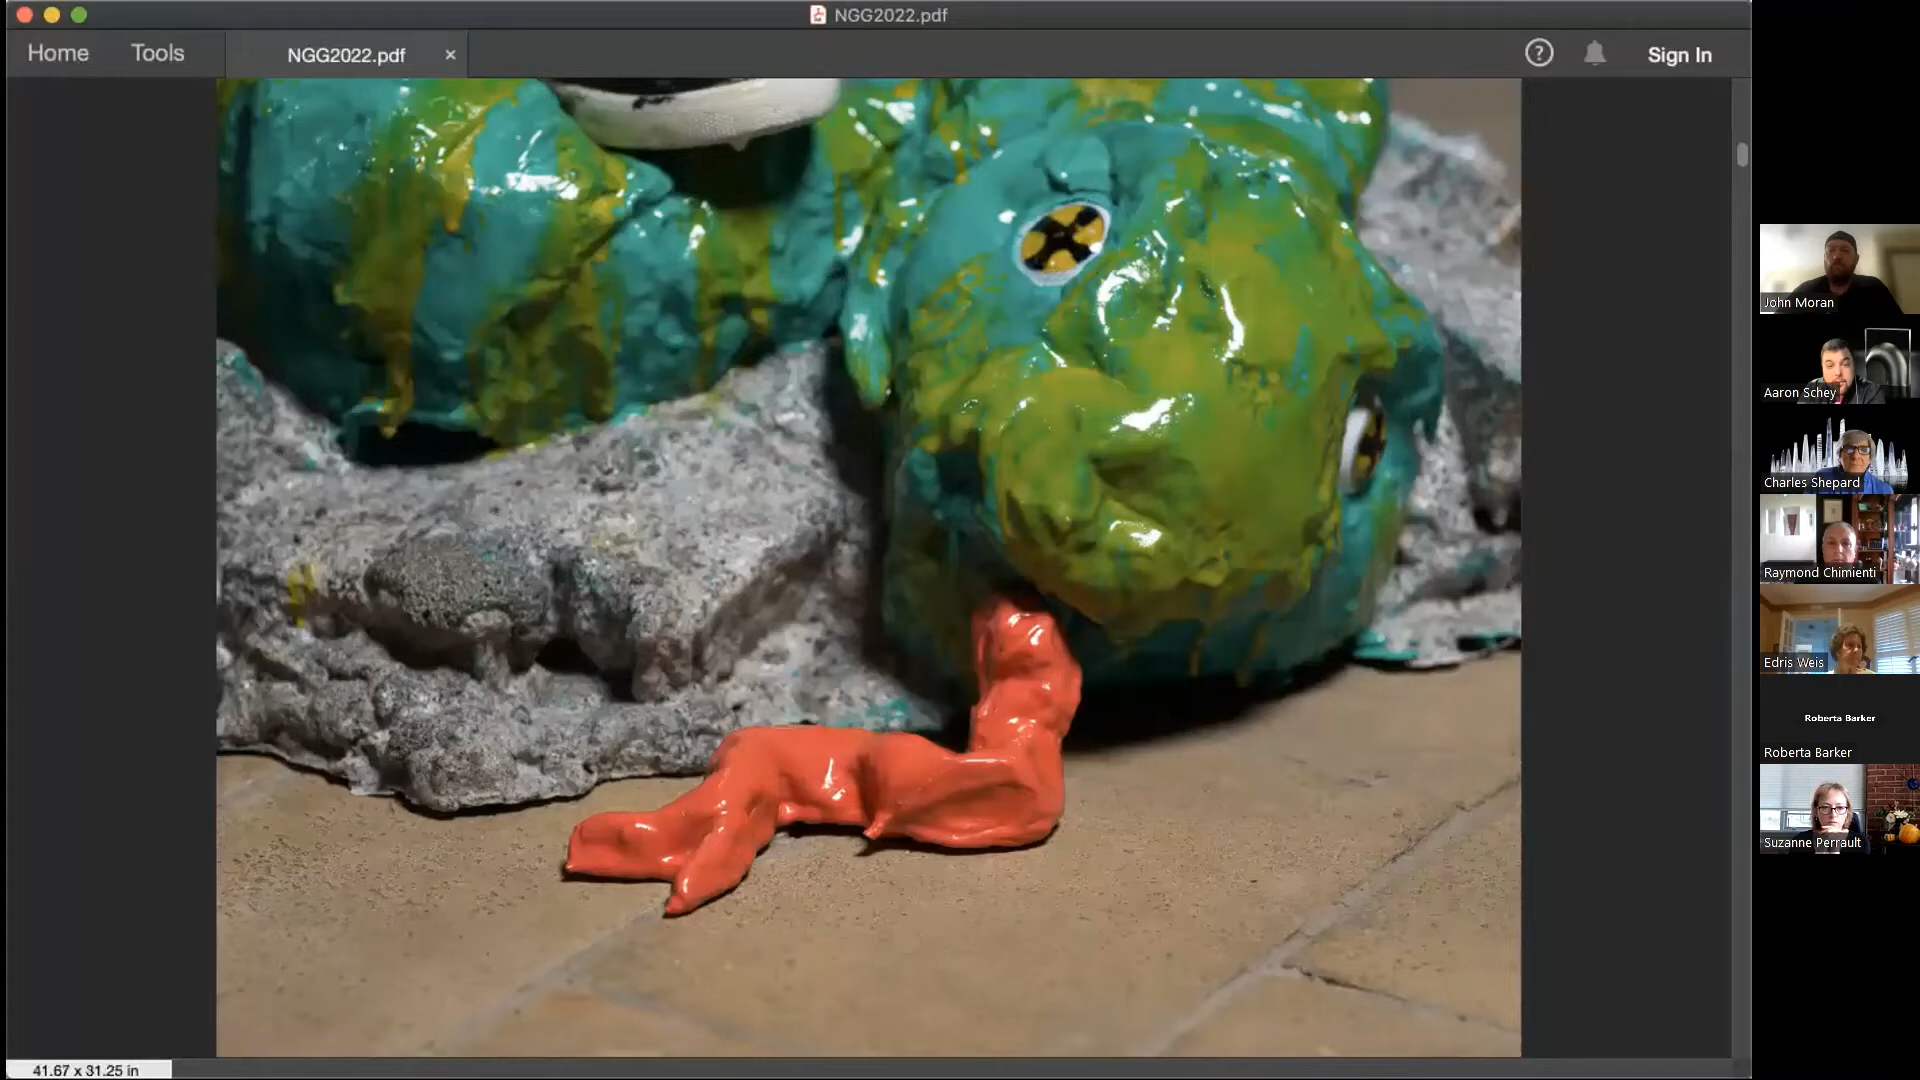 NGG2022.pdf
Home
Tools
NGG2022.pdf
Sign In
John Moran
Aaron Schey
Charles Shepard
Raymond Chimienti
Edris Weis
Roberta Barker
Roberta Barker
Suzanne Perrault
41.67 x 31.25 in